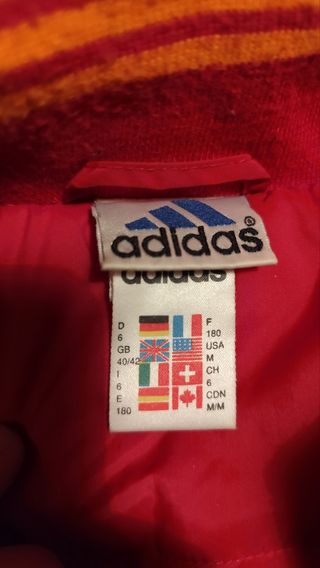 adidas®
adidas
D F
6 180
GB USA
40/42 M
I CH
6 6
E CDN
180 M/M